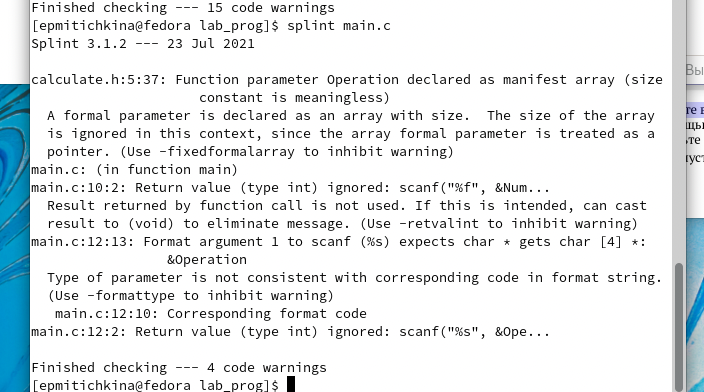 Finished checking --- 15 code warnings
[epmitichkina@fedora lab_prog]$ splint main.c
Splint 3.1.2 --- 23 Jul 2021
calculate.h:5:37: Function parameter Operation declared as manifest array (size
constant is meaningless)
A formal parameter is declared as an array with size.  The size of the array
is ignored in this context, since the array formal parameter is treated as a
pointer. (Use -fixedformalarray to inhibit warning)
main.c: (in function main)
main.c:10:2: Return value (type int) ignored: scanf("%f", &Num...
Result returned by function call is not used. If this is intended, can cast
result to (void) to eliminate message. (Use -retvalint to inhibit warning)
main.c:12:13: Format argument 1 to scanf (%s) expects char * gets char [4] *:
&Operation
Type of parameter is not consistent with corresponding code in format string.
(Use -formattype to inhibit warning)
main.c:12:10: Corresponding format code
main.c:12:2: Return value (type int) ignored: scanf("%s", &Ope...
Finished checking --- 4 code warnings
[epmitichkina@fedora lab_prog]$